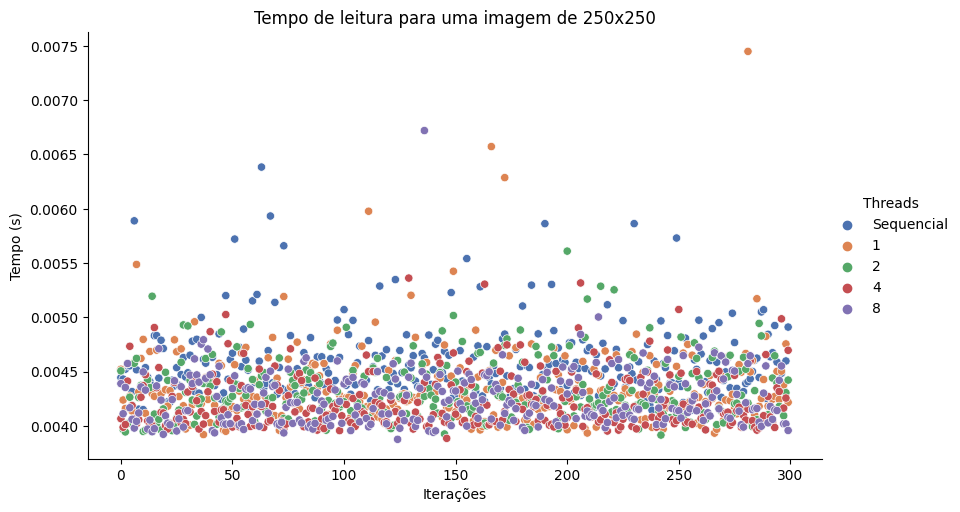 Tempo de leitura para uma imagem de 250x250
0.0075
0.0070
0.0065
0.0060
0.0055
0.0050
0.0045
0.0040
Tempo (s)
0 50 100 150 200 250 300
Iterações
Threads
Sequencial
1
2
4
8